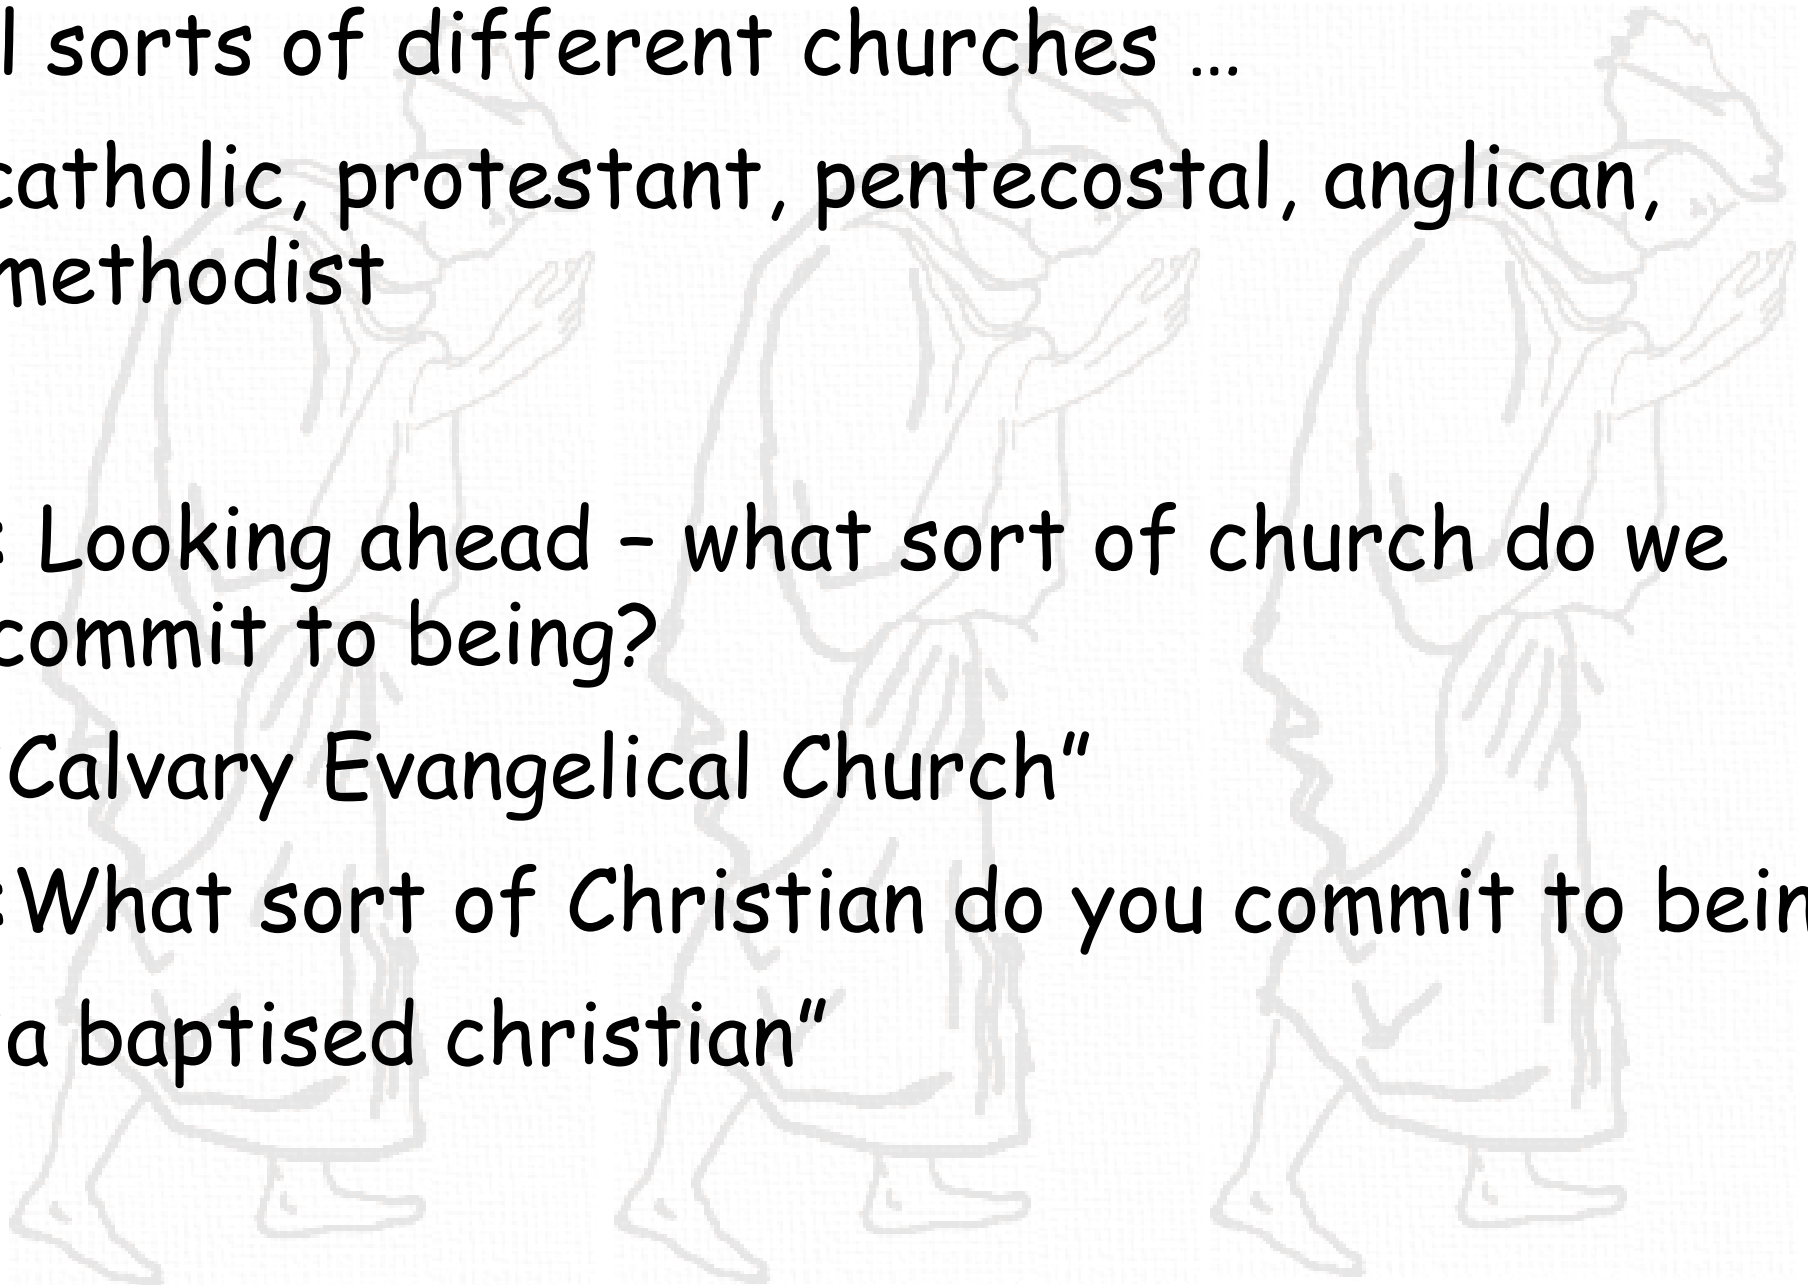 l sorts of different churches …
catholic, protestant, pentecostal, anglican,
methodist
: Looking ahead – what sort of church do we
commit to being?
Calvary Evangelical Church”
:What sort of Christian do you commit to bein
a baptised christian”